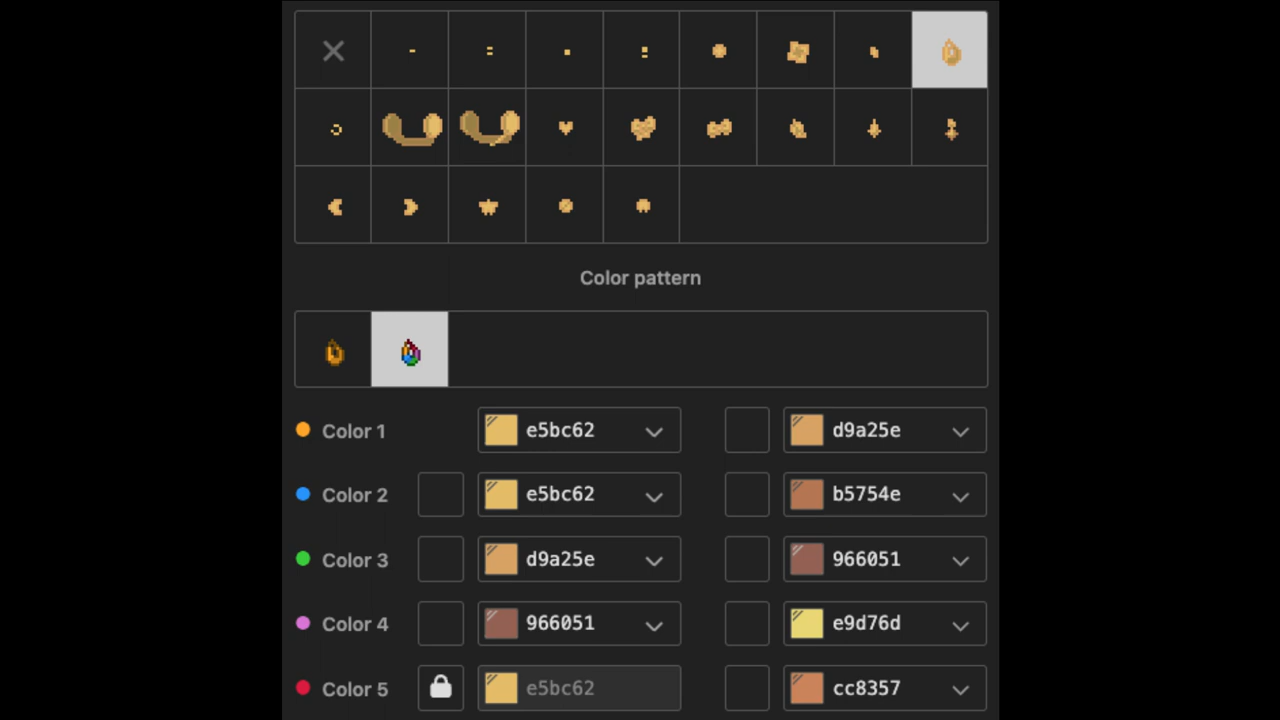 Color pattern
Color 1 e5bc62 d9a25e
Color 2 e5bc62 b5754e
Color 3 d9a25e 966051
Color 4 966051 e9d76d
Color 5 e5bc62 cc8357